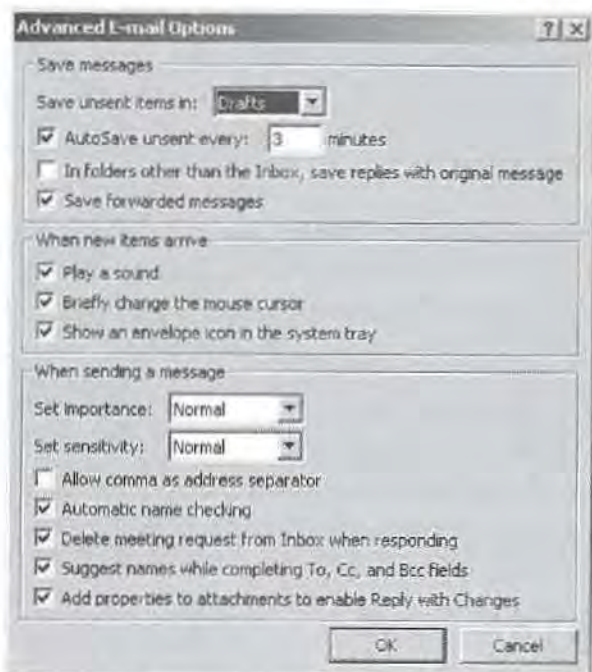 Advanced E-mail Options
Save messages
Save unsent items in: Drafts
AutoSave unsent every: 3 minutes
In folders other than the Inbox, save replies with original message
Save forwarded messages
When new items arrive
Play a sound
Briefly change the mouse cursor
Show an envelope icon in the system tray
When sending a message
Set importance: Normal
Set sensitivity: Normal
Allow comma as address separator
Automatic name checking
Delete meeting request from Inbox when responding
Suggest names while completing To, Cc, and Bcc fields
Add properties to attachments to enable Reply with Changes
OK Cancel